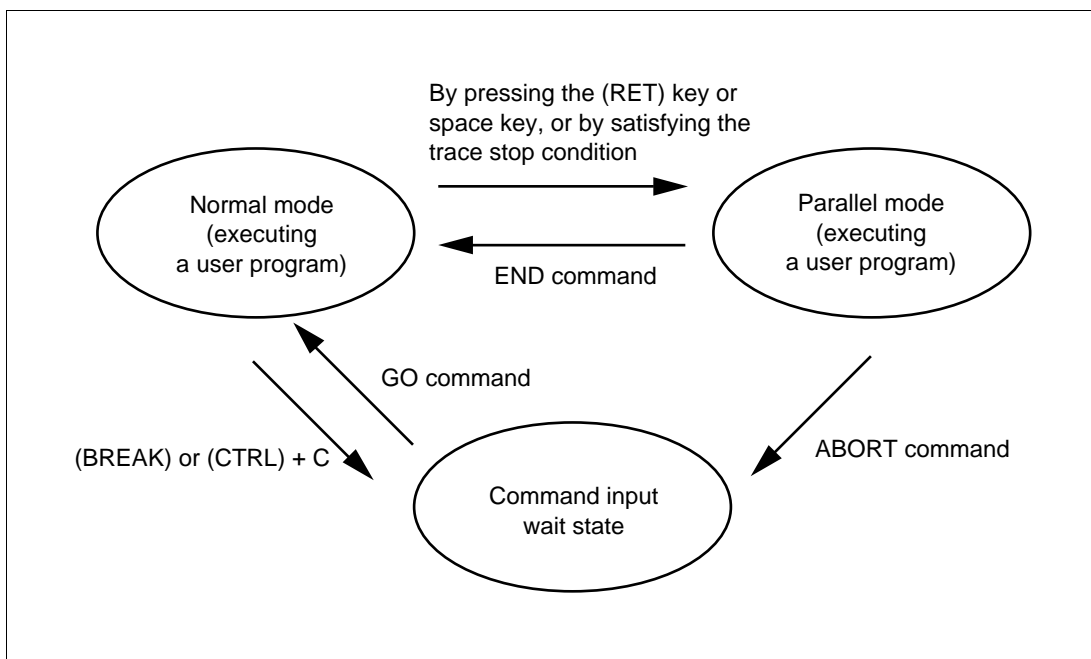 By pressing the (RET) key or
space key, or by satisfying the
trace stop condition
Normal mode
(executing
a user program)
Parallel mode
(executing
a user program)
END command
GO command
(BREAK) or (CTRL) + C
ABORT command
Command input
wait state